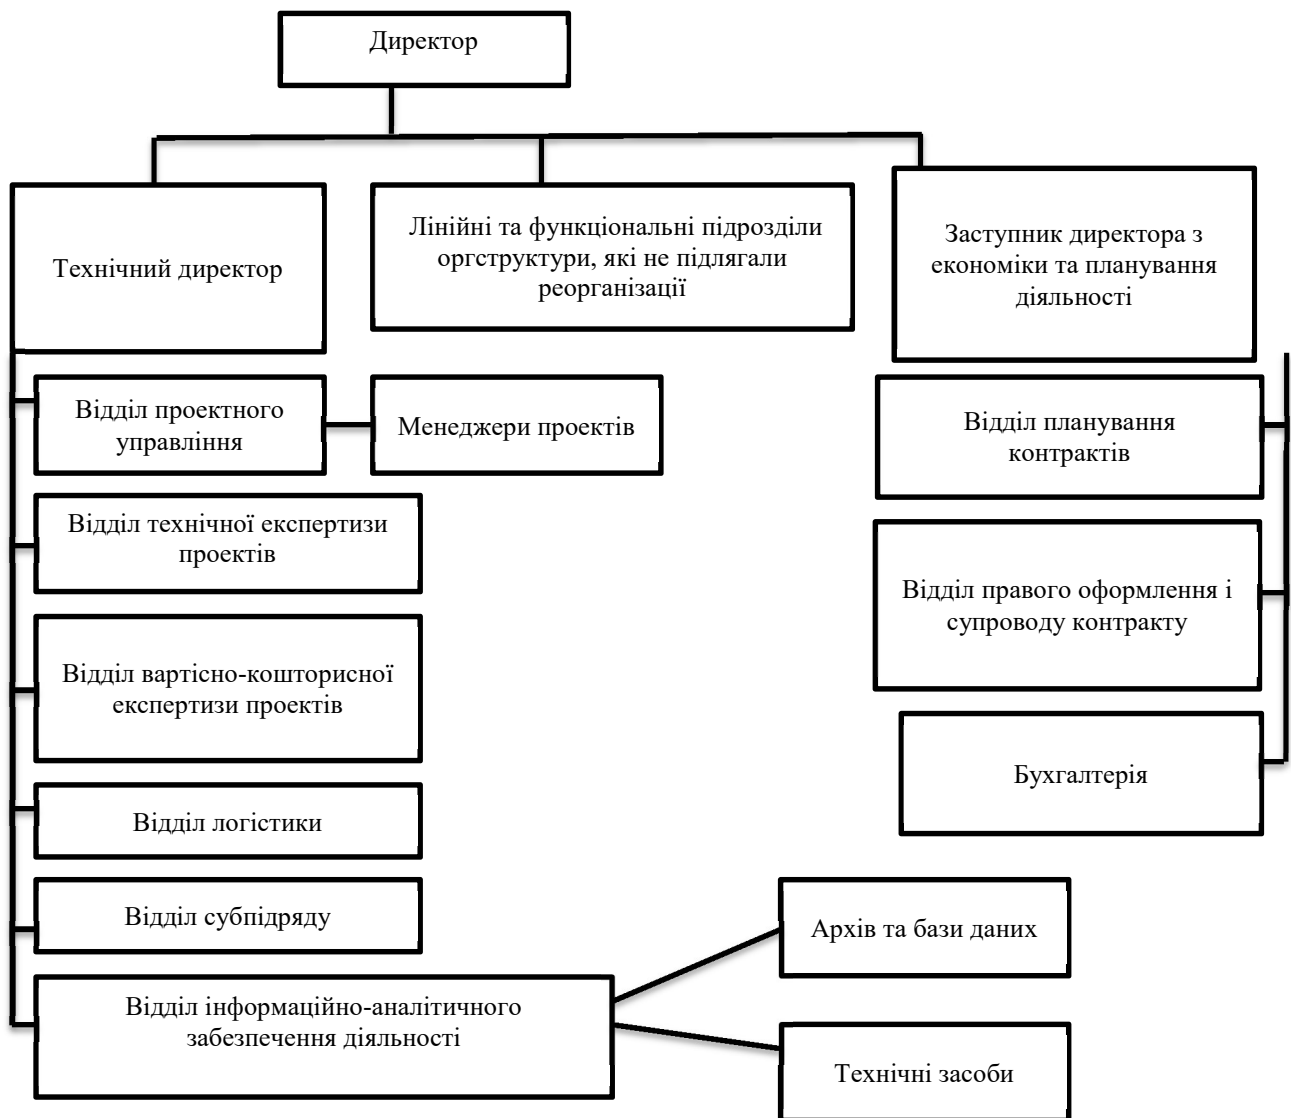 Директор
Технічний директор
Лінійні та функціональні підрозділи
оргструктури, які не підлягали
реорганізації
Заступник директора з
економіки та планування
діяльності
Відділ проектного
управління
Менеджери проектів
Відділ планування
контрактів
Відділ технічної експертизи
проектів
Відділ правого оформлення і
супроводу контракту
Відділ вартісно-кошторисної
експертизи проектів
Бухгалтерія
Відділ логістики
Відділ субпідряду
Архів та бази даних
Відділ інформаційно-аналітичного
забезпечення діяльності
Технічні засоби